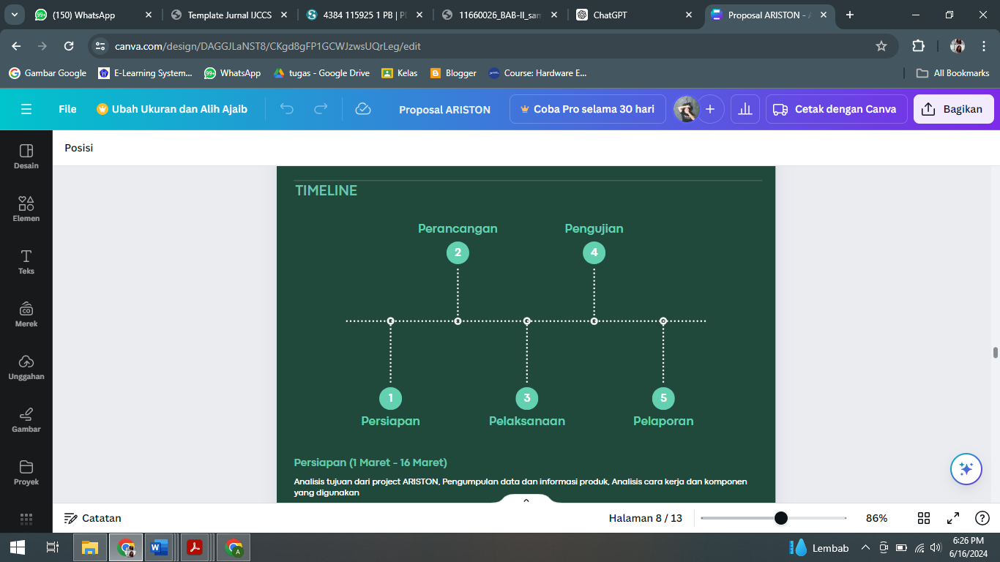 (150) WhatsApp
Template Jurnal IJCCS
4384 115925 1 PB | P
11660026_BAB-II_sam
ChatGPT
Proposal ARISTON - A
canva.com/design/DAGGJLaNST8/CKgd8gFP1GCWJzwsUQrLeg/edit
Gambar Google
E-Learning System...
99+
WhatsApp
tugas - Google Drive
Kelas
Blogger
Course: Hardware E...
All Bookmarks
File
Ubah Ukuran dan Alih Ajaib
Proposal ARISTON
Coba Pro selama 30 hari
Cetak dengan Canva
Bagikan
Desain
Elemen
Teks
Merek
Unggahan
Gambar
Proyek
Posisi
TIMELINE
Perancangan
Pengujian
2
4
1
3
5
Persiapan
Pelaksanaan
Pelaporan
Persiapan (1 Maret - 16 Maret)
Analisis tujuan dari project ARISTON, Pengumpulan data dan informasi produk, Analisis cara kerja dan komponen
yang digunakan
Catatan
Halaman 8 / 13
86%
Lembab
6:26 PM
6/16/2024